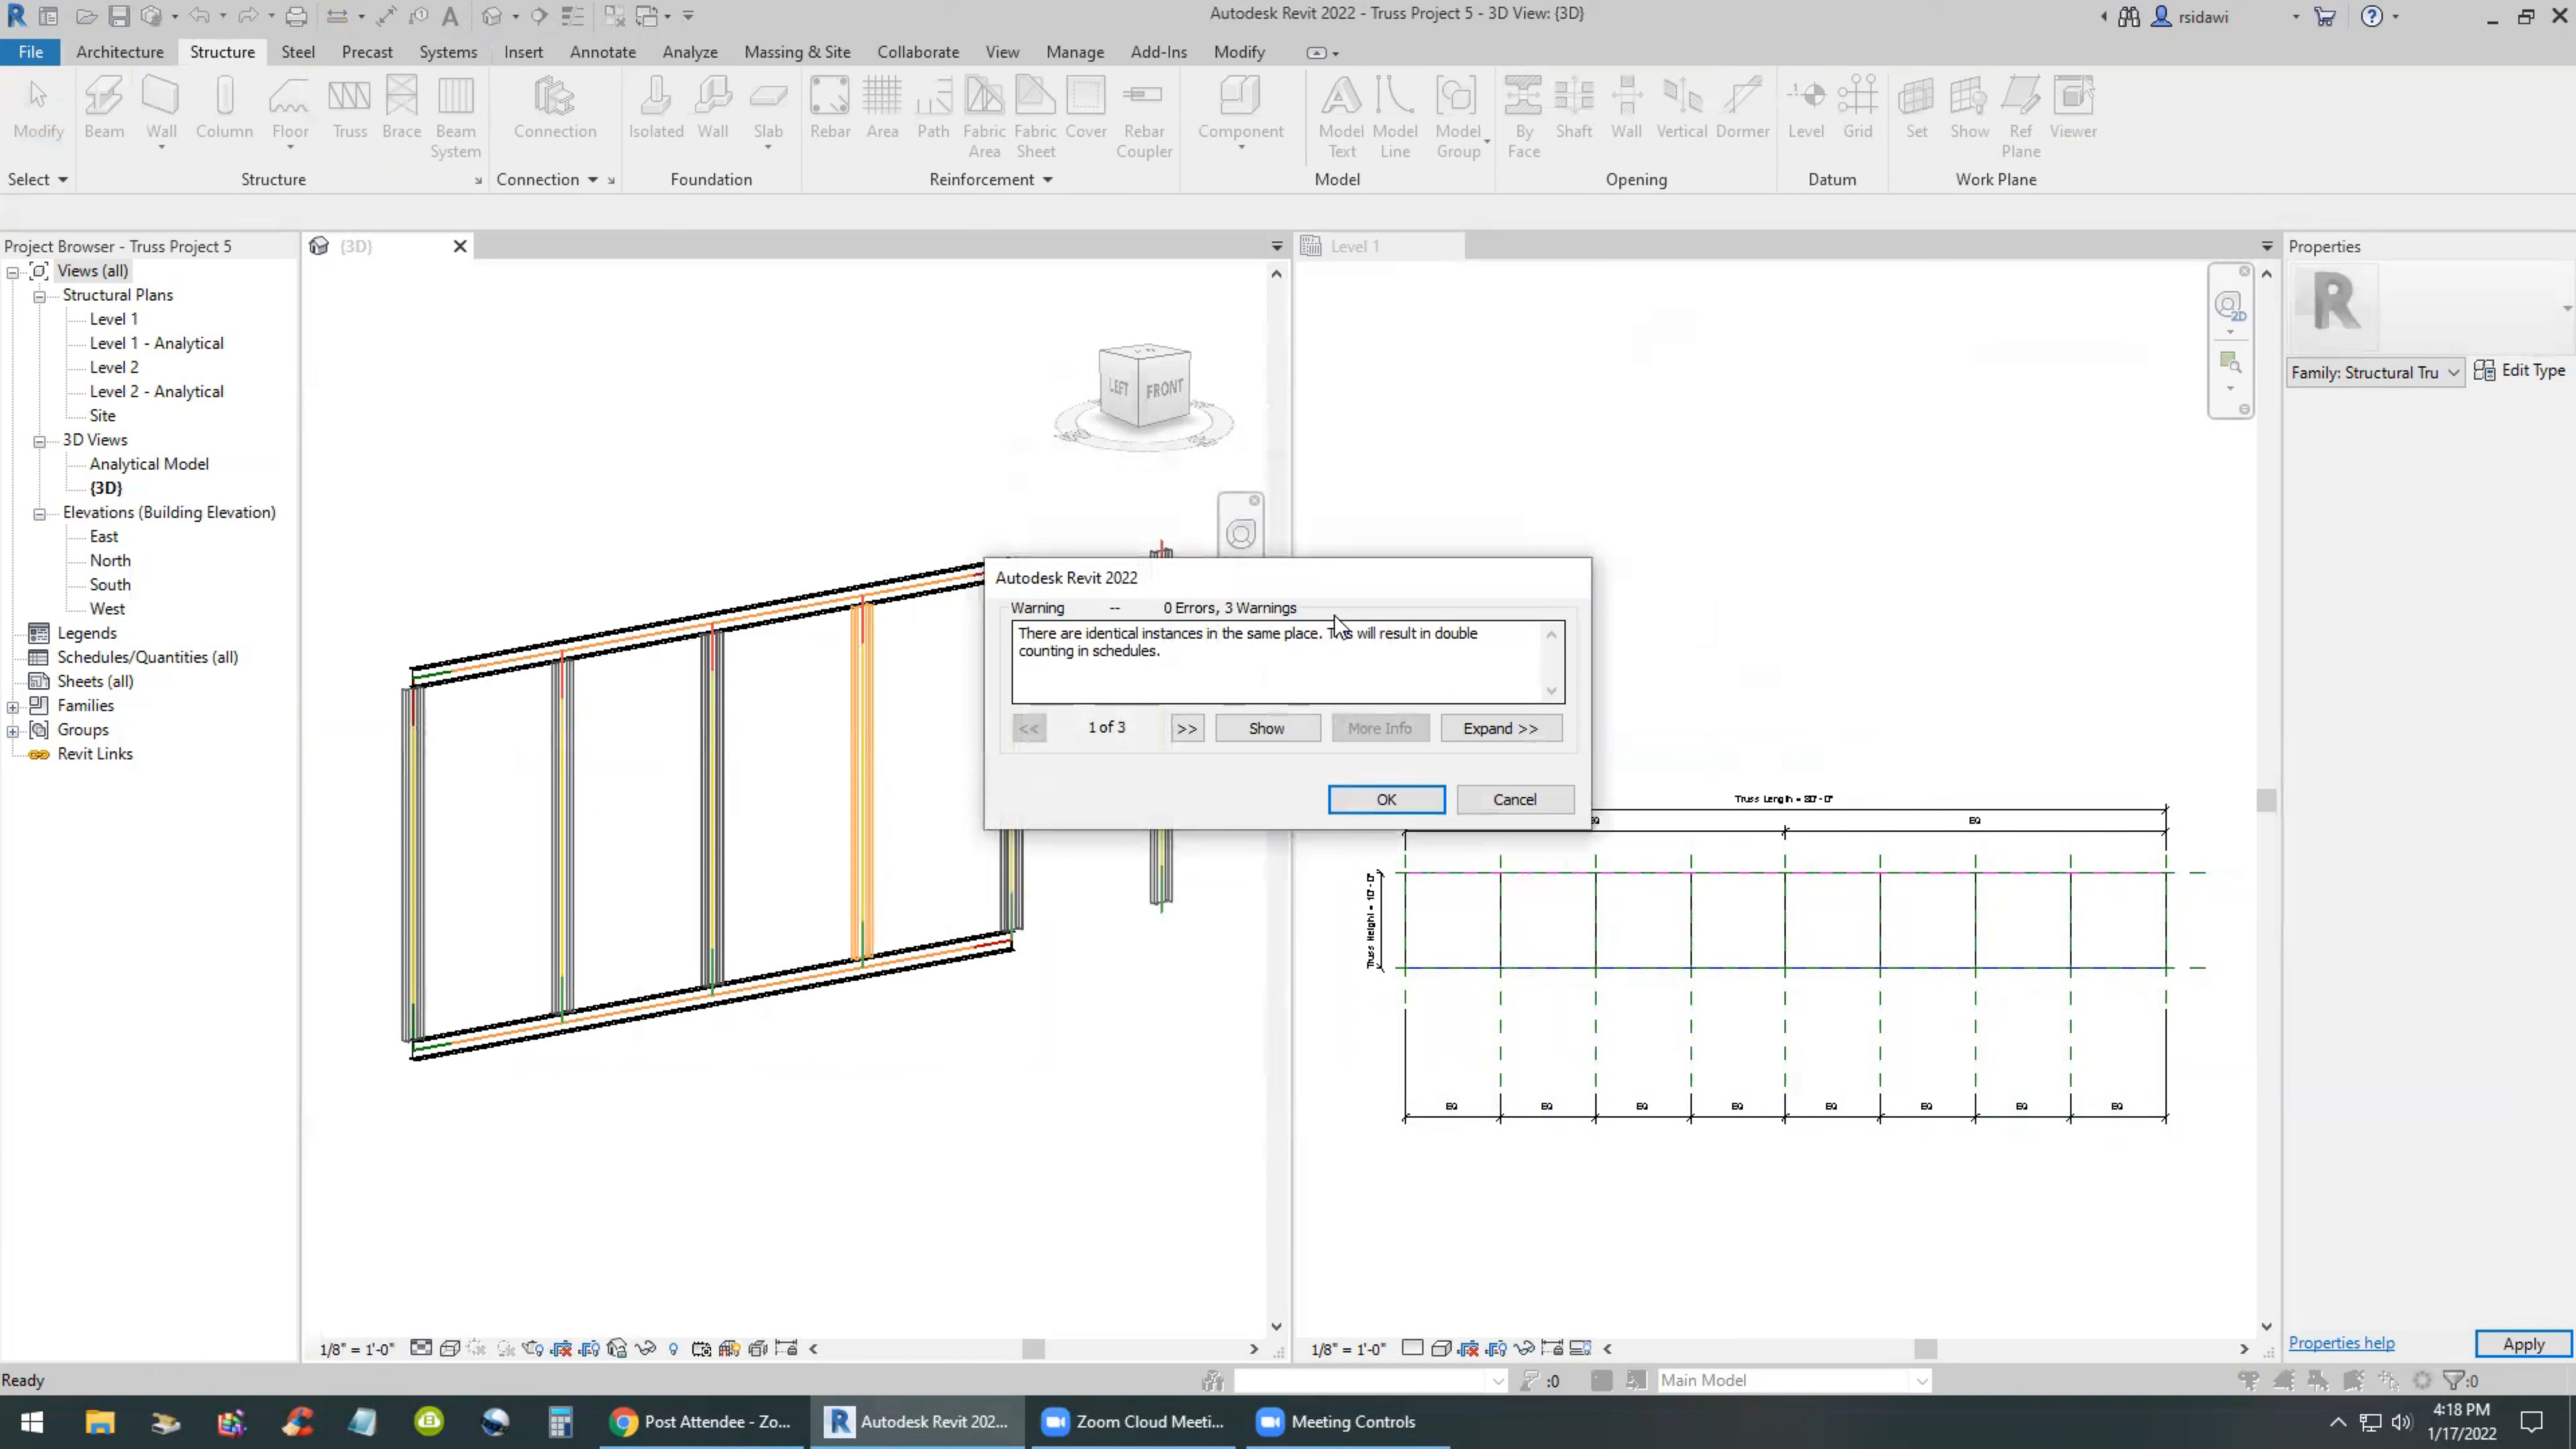 Autodesk Revit 2022 - Truss Project 5 - 3D View: {3D}
rsidawi
File Architecture Structure Steel Precast Systems Insert Annotate Analyze Massing & Site Collaborate View Manage Add-Ins Modify
Modify
Beam
Wall
Column
Floor
Truss
Brace
Beam System
Connection
Isolated
Wall
Slab
Rebar
Area
Path
Fabric Area
Fabric Sheet
Cover
Rebar Coupler
Component
Model Text
Model Line
Model Group
By Face
Shaft
Wall
Vertical
Dormer
Level
Grid
Set
Show
Ref Plane
Viewer
Select Structure Connection Foundation Reinforcement Model Opening Datum Work Plane
Project Browser - Truss Project 5
Views (all)
Structural Plans
Level 1
Level 1 - Analytical
Level 2
Level 2 - Analytical
Site
3D Views
Analytical Model
{3D}
Elevations (Building Elevation)
East
North
South
West
Legends
Schedules/Quantities (all)
Sheets (all)
Families
Groups
Revit Links
{3D}
LEFT FRONT
Autodesk Revit 2022
Warning -- 0 Errors, 3 Warnings
There are identical instances in the same place. This will result in double
counting in schedules.
<< 1 of 3 >> Show More Info Expand >>
OK Cancel
Level 1
2D
Truss Length = 80' - 0"
EQ EQ
Truss Height = 10' - 0"
EQ EQ EQ EQ EQ EQ EQ EQ
Properties
R
Family: Structural Tru Edit Type
Properties help Apply
1/8" = 1'-0"
1/8" = 1'-0"
Ready
:0
Main Model
:0
Post Attendee - Zo...
Autodesk Revit 202...
Zoom Cloud Meeti...
Meeting Controls
4:18 PM
1/17/2022